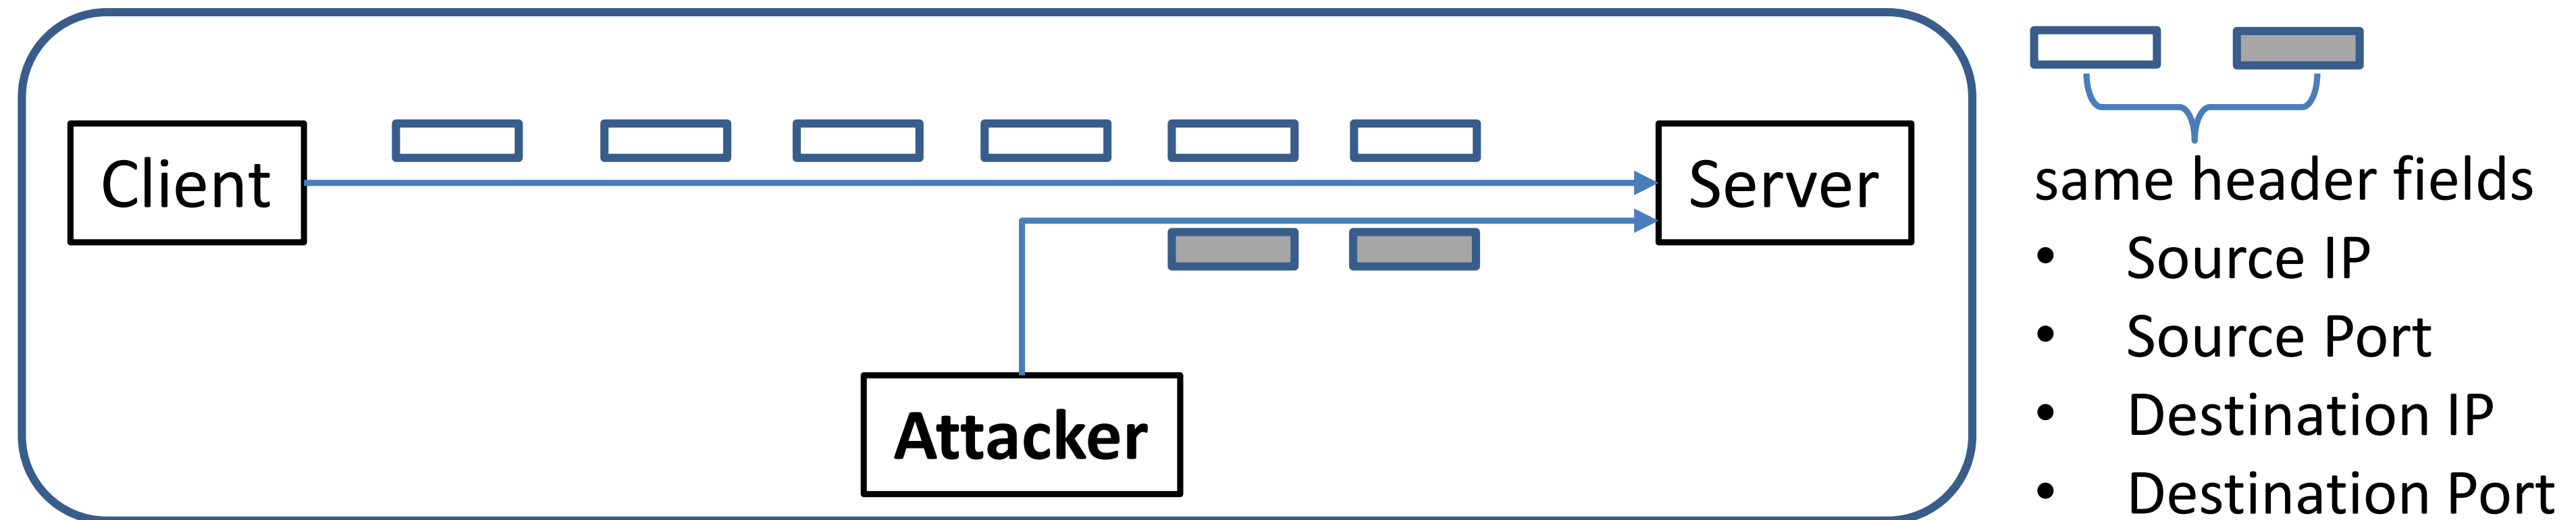 Client
Server
Attacker
same header fields
• Source IP
• Source Port
• Destination IP
• Destination Port